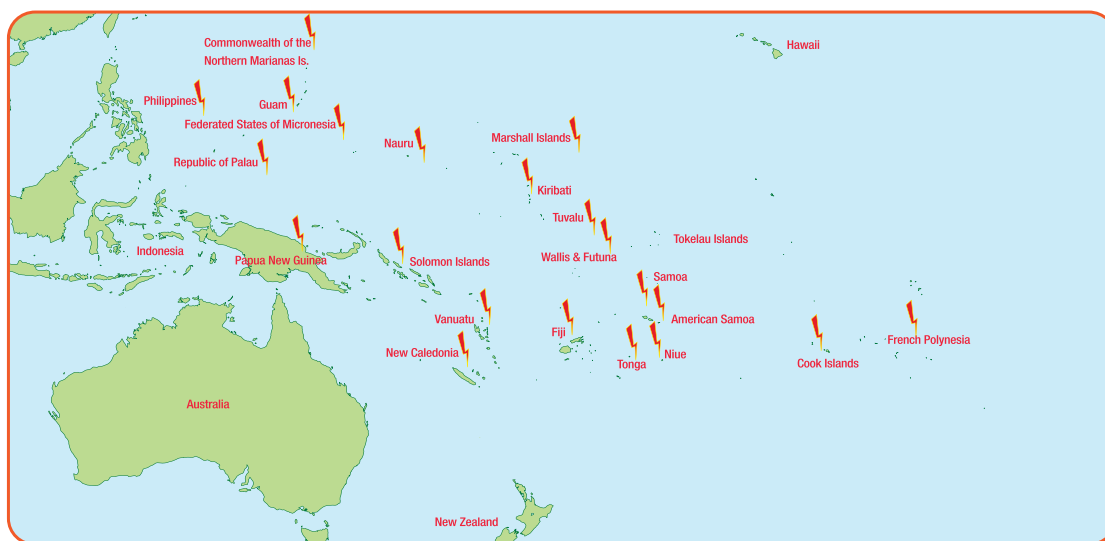 Commonwealth of the
Northern Marianas Is.
Hawaii
Philippines
Guam
Federated States of Micronesia
Nauru
Marshall Islands
Republic of Palau
Kiribati
Tuvalu
Tokelau Islands
Indonesia
Papua New Guinea
Solomon Islands
Wallis & Futuna
Samoa
Vanuatu
American Samoa
Fiji
French Polynesia
New Caledonia
Niue
Tonga
Cook Islands
Australia
New Zealand